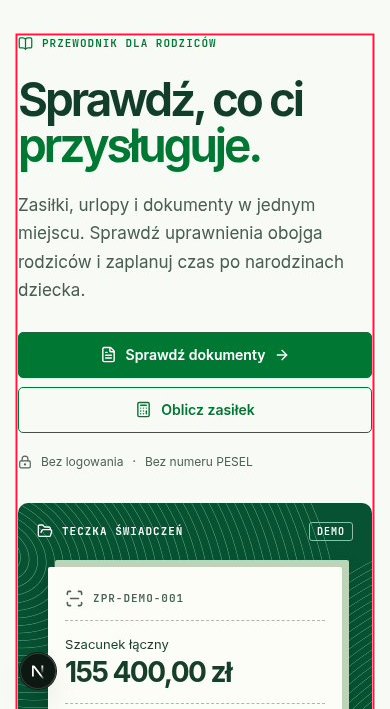 PRZEWODNIK DLA RODZICÓW
Sprawdź, co ci
przysługuje.
Zasiłki, urlopy i dokumenty w jednym
miejscu. Sprawdź uprawnienia obojga
rodziców i zaplanuj czas po narodzinach
dziecka.
Sprawdź dokumenty →
Oblicz zasiłek
Bez logowania · Bez numeru PESEL
TECZKA ŚWIADCZEŃ DEMO
ZPR-DEMO-001
Szacunek łączny
155 400,00 zł
N